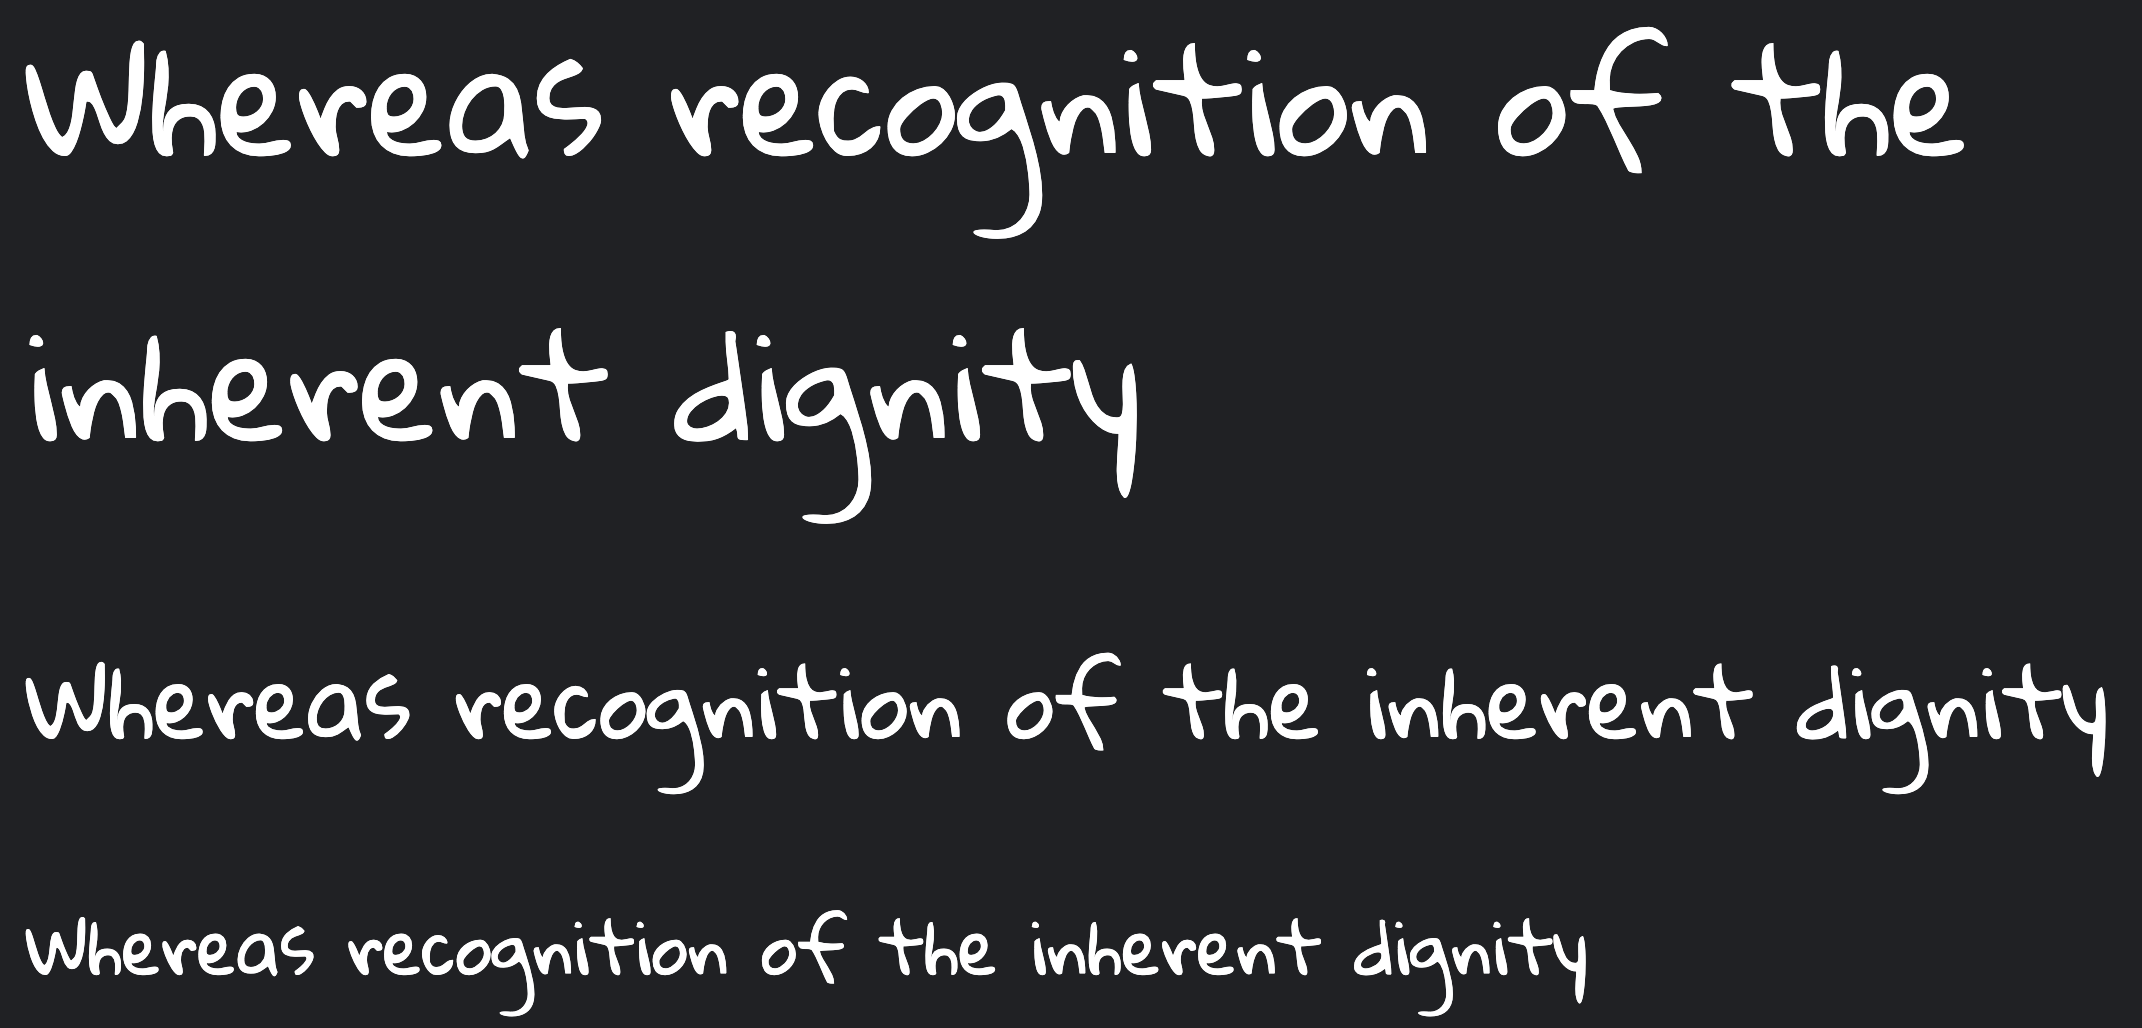 Whereas recognition of the
inherent dignity
Whereas recognition of the inherent dignity
Whereas recognition of the inherent dignity